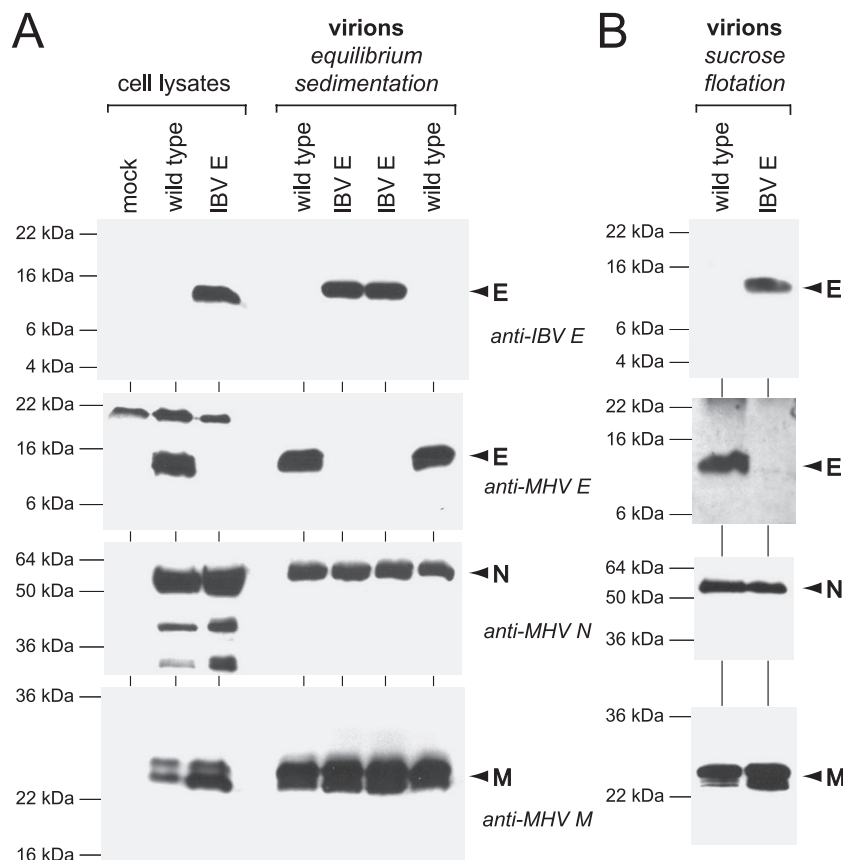 A
cell lysates
virions
equilibrium
sedimentation
mock
wild type
IBV E
wild type
IBV E
IBV E
wild type
22 kDa
16 kDa
6 kDa
4 kDa
E
anti-IBV E
22 kDa
16 kDa
6 kDa
E
anti-MHV E
64 kDa
50 kDa
36 kDa
N
anti-MHV N
36 kDa
22 kDa
16 kDa
M
anti-MHV M
B
virions
sucrose
flotation
wild type
IBV E
22 kDa
16 kDa
6 kDa
4 kDa
E
22 kDa
16 kDa
6 kDa
E
64 kDa
50 kDa
36 kDa
N
36 kDa
22 kDa
M